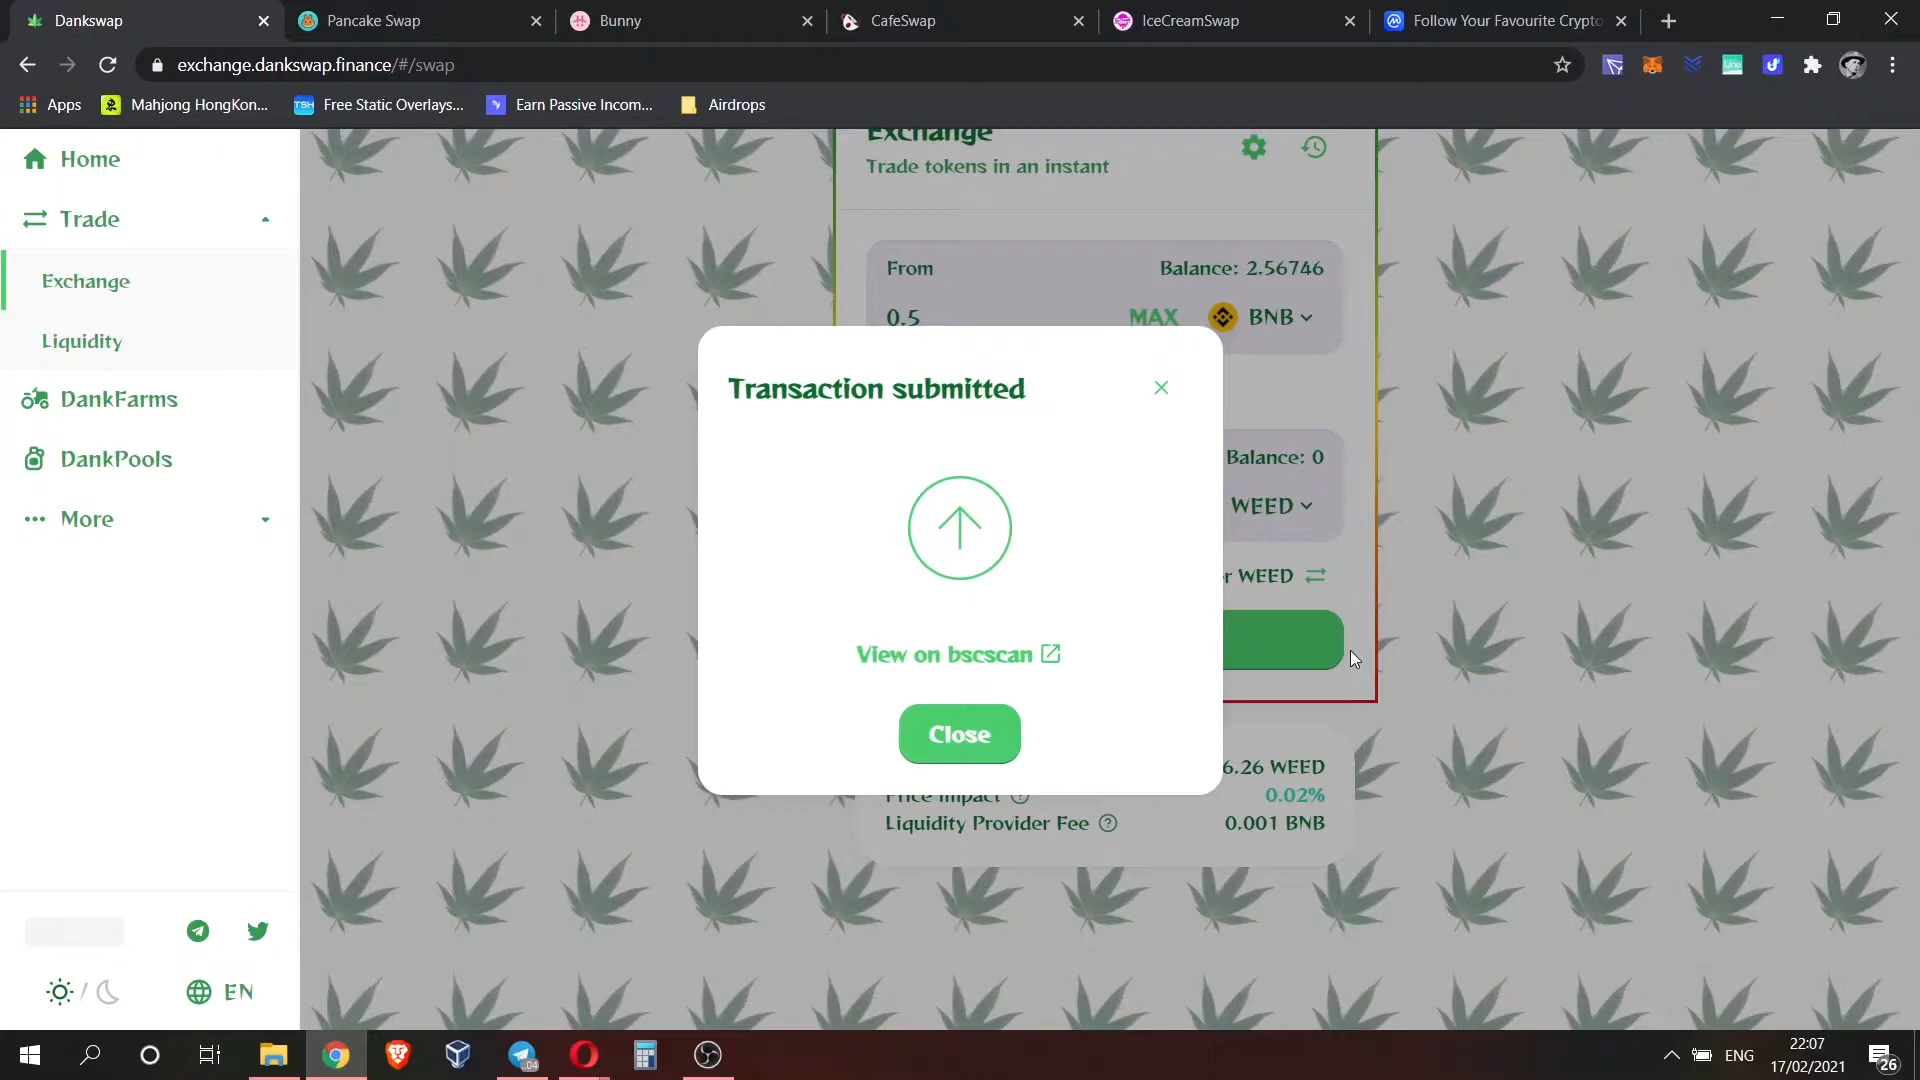 Dankswap
Pancake Swap
Bunny
CafeSwap
IceCreamSwap
Follow Your Favourite Crypto
exchange.dankswap.finance/#/swap
Apps
Mahjong HongKon...
TSH
Free Static Overlays...
Earn Passive Incom...
Airdrops
Home
Trade
Exchange
Liquidity
DankFarms
DankPools
More
EN
Exchange
Trade tokens in an instant
From
Balance: 2.56746
0.5
MAX
BNB
Balance: 0
WEED
WEED
Transaction submitted
View on bscscan
Close
6.26 WEED
Price Impact
0.02%
Liquidity Provider Fee
0.001 BNB
ENG
22:07
17/02/2021
26